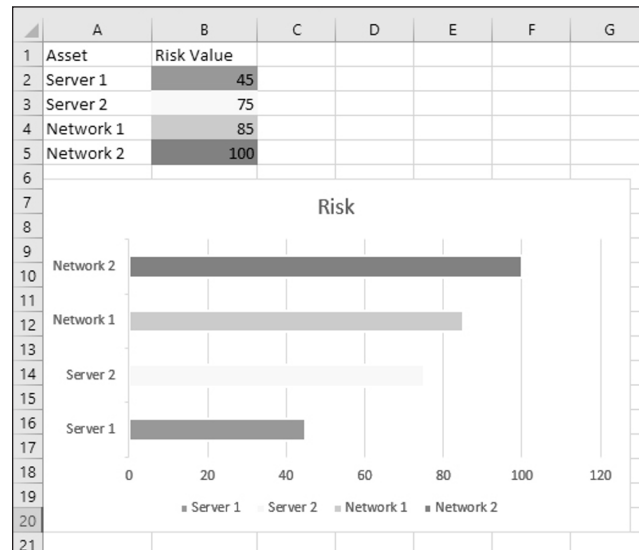 A B C D E F G
1 Asset Risk Value
2 Server 1 45
3 Server 2 75
4 Network 1 85
5 Network 2 100
6
7 Risk
8
9
10 Network 2
11
12 Network 1
13
14 Server 2
15
16 Server 1
17
18 0 20 40 60 80 100 120
19
20 Server 1 Server 2 Network 1 Network 2
21